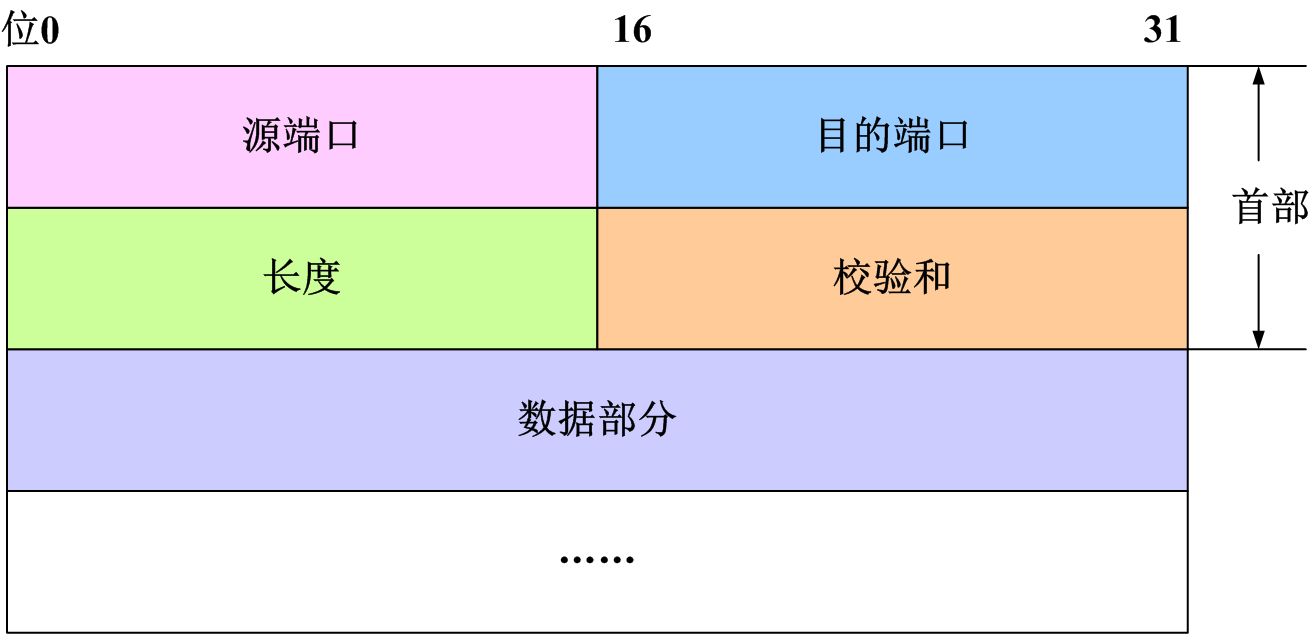 位0 16 31
源端口 目的端口
首部
长度 校验和
数据部分
……